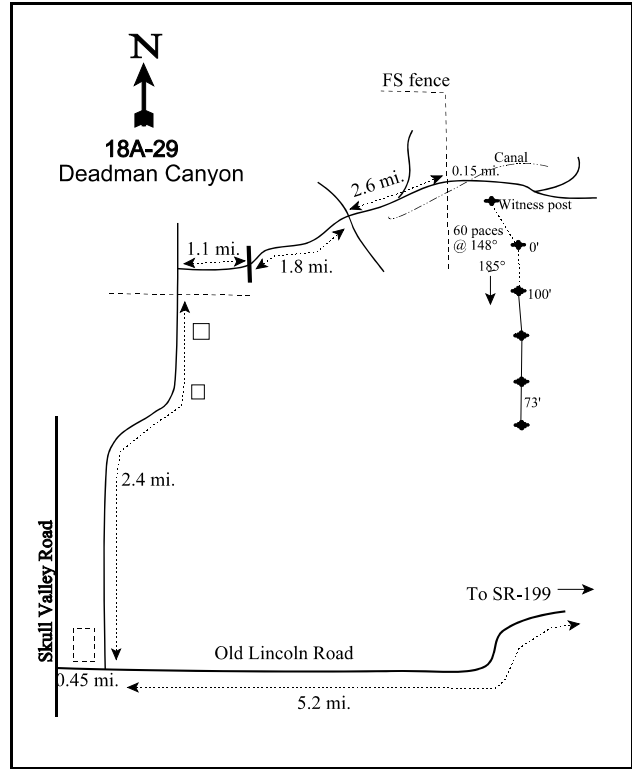 N
18A-29
Deadman Canyon
FS fence
Canal
0.15 mi.
2.6 mi.
Witness post
60 paces
@ 148°
0'
185°
1.1 mi.
1.8 mi.
100'
73'
2.4 mi.
Skull Valley Road
To SR-199
Old Lincoln Road
0.45 mi.
5.2 mi.